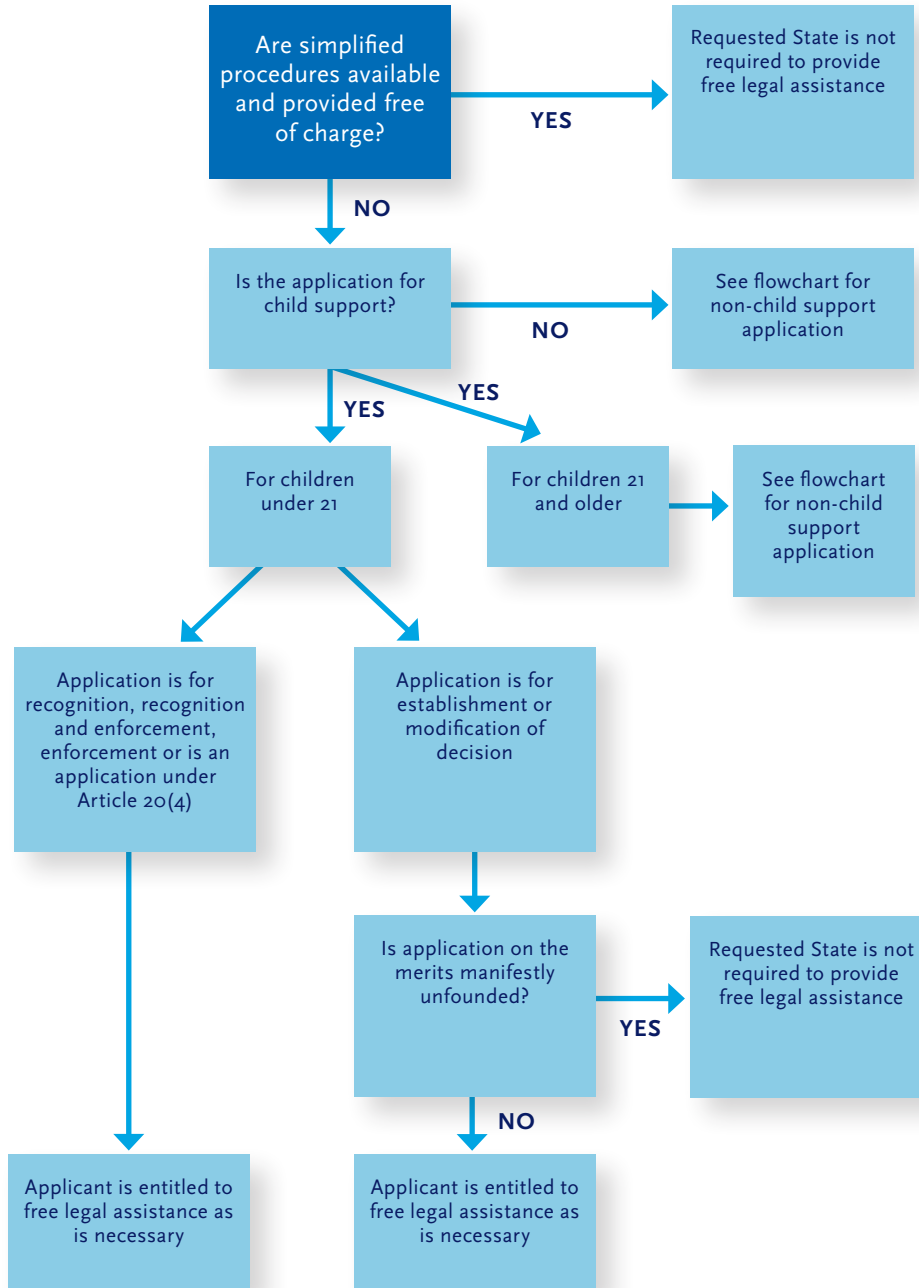 Are simplified
procedures available
and provided free
of charge?
YES
Requested State is not
required to provide
free legal assistance
NO
Is the application for
child support?
NO
See flowchart for
non-child support
application
YES
YES
For children
under 21
For children 21
and older
See flowchart
for non-child
support
application
Application is for
recognition, recognition
and enforcement,
enforcement or is an
application under
Article 20(4)
Application is for
establishment or
modification of
decision
Is application on the
merits manifestly
unfounded?
YES
Requested State is not
required to provide
free legal assistance
NO
Applicant is entitled to
free legal assistance as
is necessary
Applicant is entitled to
free legal assistance as
is necessary